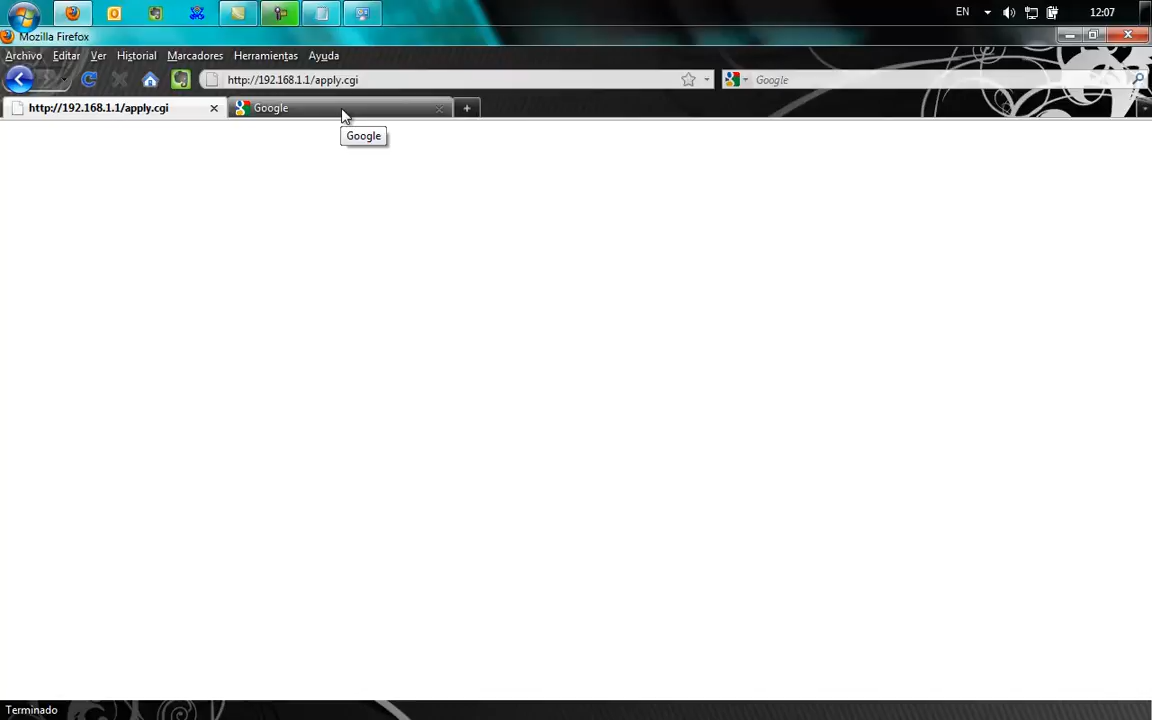 EN 12:07
Mozilla Firefox
Archivo Editar Ver Historial Marcadores Herramientas Ayuda
http://192.168.1.1/apply.cgi Google
http://192.168.1.1/apply.cgi Google
Google
Terminado